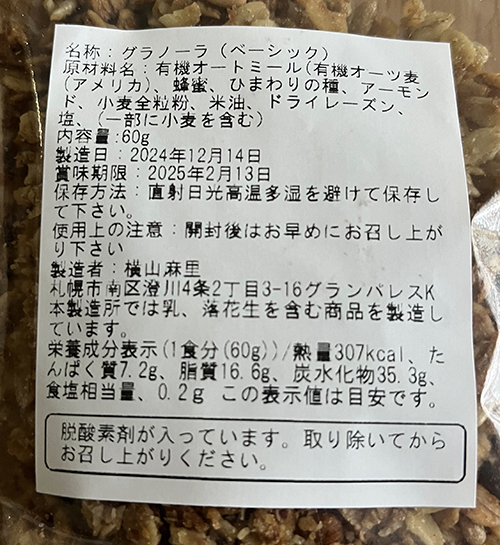 名称：グラノーラ（ベーシック）
原材料名：有機オートミール(有機オーツ麦
(アメリカ)、蜂蜜、ひまわりの種、アーモン
ド、小麦全粒粉、米油、ドライレーズン、
塩、(一部に小麦を含む)
内容量:60g
製造日：2024年12月14日
賞味期限：2025年2月13日
保存方法：直射日光高温多湿を避けて保存し
て下さい。
使用上の注意：開封後はお早めにお召し上が
り下さい
製造者：横山麻里
札幌市南区澄川4条2丁目3-16グランパレスK
本製造所では乳、落花生を含む商品を製造し
ています。
栄養成分表示(1食分(60g))/熱量307kcal、た
んぱく質7.2g、脂質16.6g、炭水化物35.3g、
食塩相当量、0.2g この表示値は目安です。
脱酸素剤が入っています。取り除いてから
お召し上がりください。